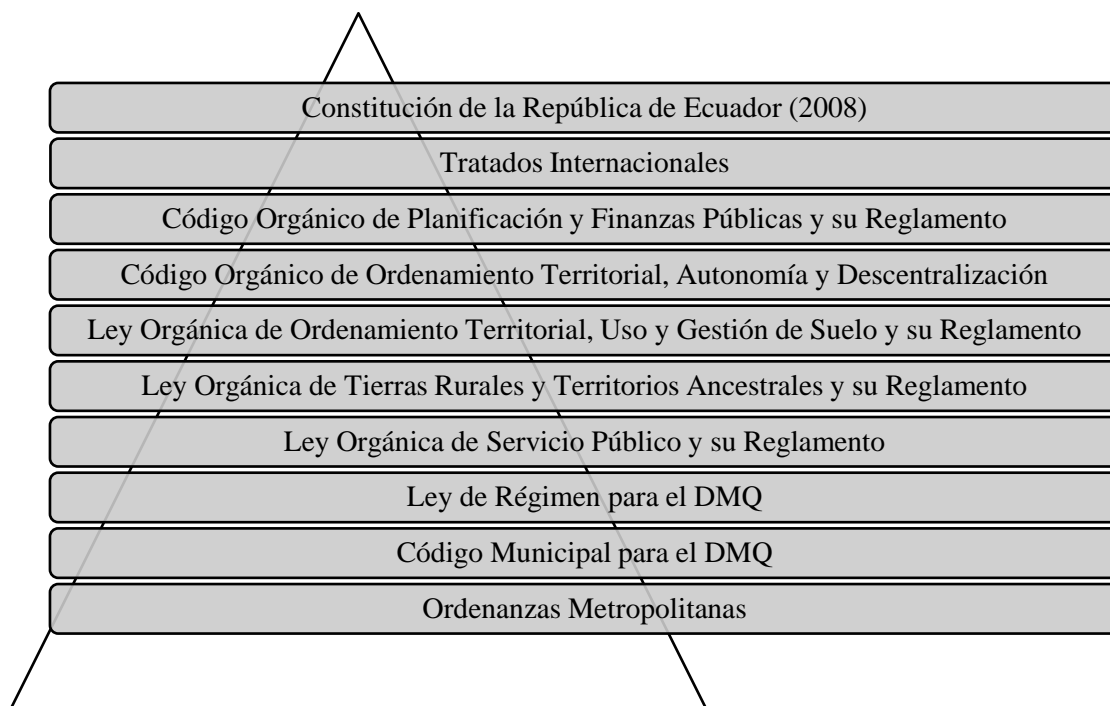 Constitución de la República de Ecuador (2008)
Tratados Internacionales
Código Orgánico de Planificación y Finanzas Públicas y su Reglamento
Código Orgánico de Ordenamiento Territorial, Autonomía y Descentralización
Ley Orgánica de Ordenamiento Territorial, Uso y Gestión de Suelo y su Reglamento
Ley Orgánica de Tierras Rurales y Territorios Ancestrales y su Reglamento
Ley Orgánica de Servicio Público y su Reglamento
Ley de Régimen para el DMQ
Código Municipal para el DMQ
Ordenanzas Metropolitanas